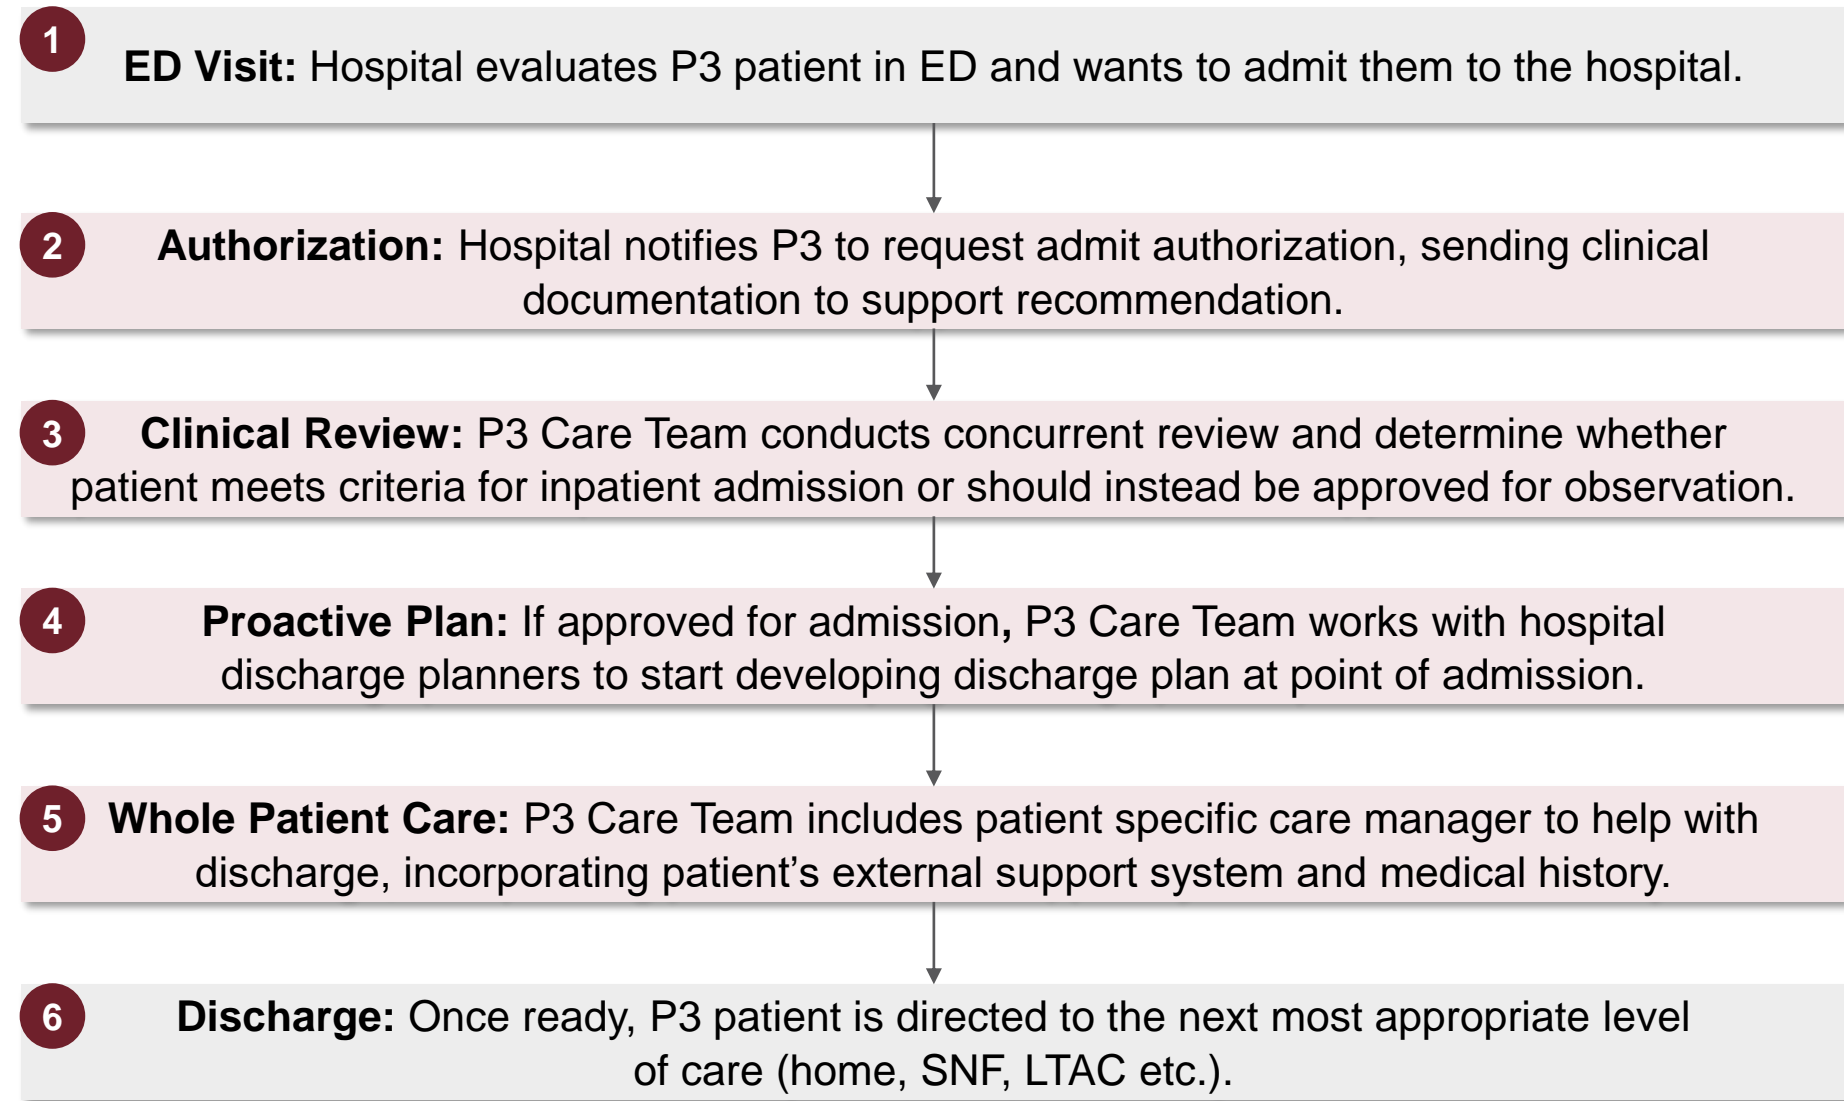 1
ED Visit: Hospital evaluates P3 patient in ED and wants to admit them to the hospital.
2
Authorization: Hospital notifies P3 to request admit authorization, sending clinical
documentation to support recommendation.
3
Clinical Review: P3 Care Team conducts concurrent review and determine whether
patient meets criteria for inpatient admission or should instead be approved for observation.
4
Proactive Plan: If approved for admission, P3 Care Team works with hospital
discharge planners to start developing discharge plan at point of admission.
5
Whole Patient Care: P3 Care Team includes patient specific care manager to help with
discharge, incorporating patient’s external support system and medical history.
6
Discharge: Once ready, P3 patient is directed to the next most appropriate level
of care (home, SNF, LTAC etc.).